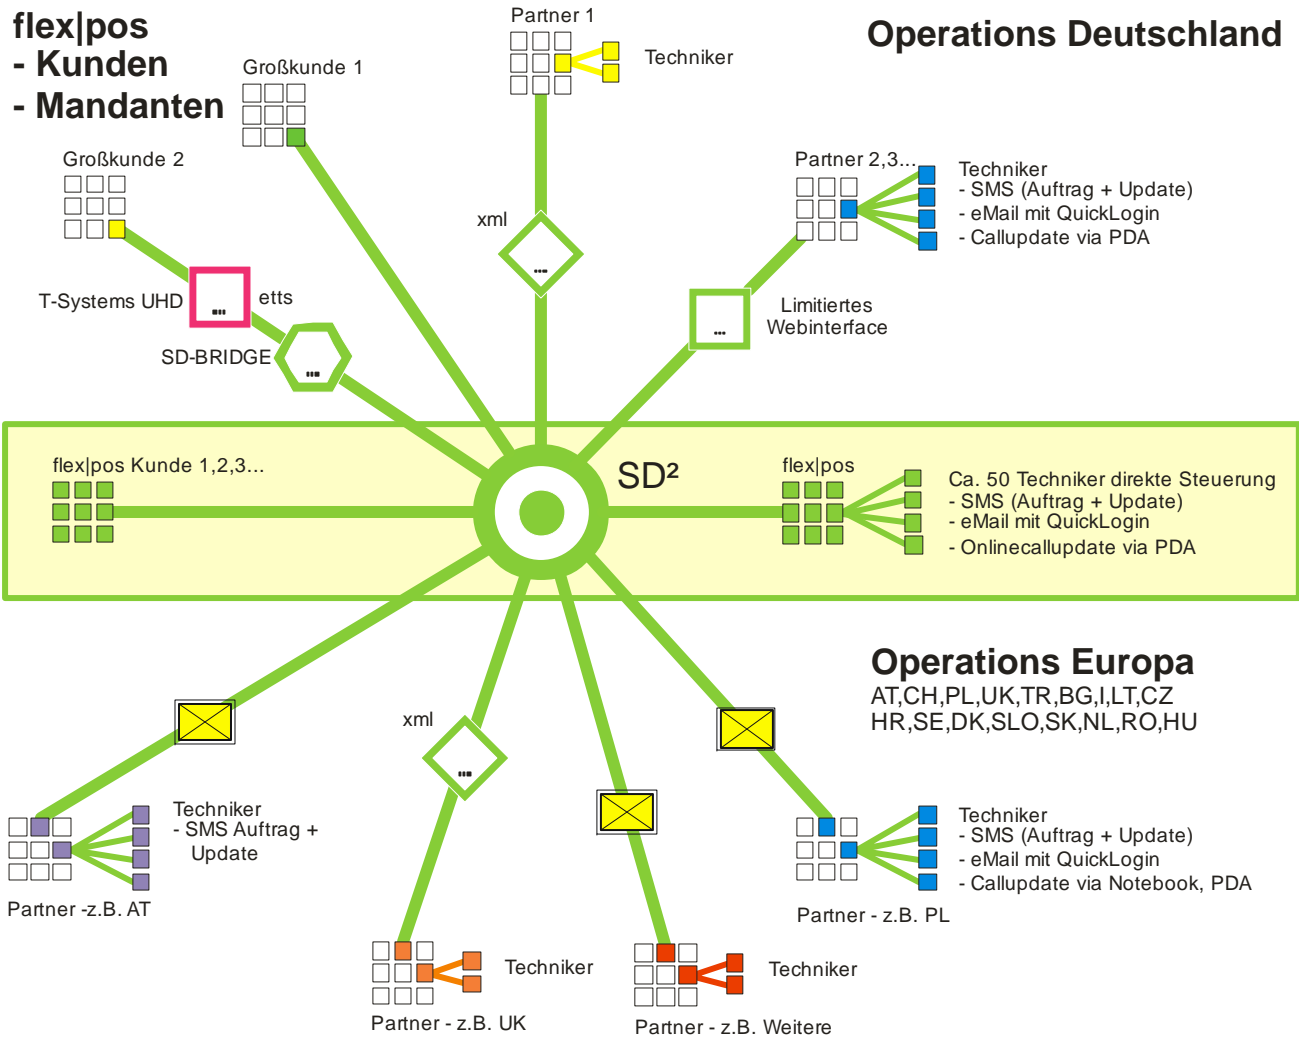 flex|pos
- Kunden
- Mandanten
Operations Deutschland
Partner 1
Techniker
Großkunde 1
Großkunde 2
Partner 2,3...
Techniker
- SMS (Auftrag + Update)
- eMail mit QuickLogin
- Callupdate via PDA
xml
T-Systems UHD
etts
SD-BRIDGE
Limitiertes
Webinterface
flex|pos Kunde 1,2,3...
SD²
flex|pos
Ca. 50 Techniker direkte Steuerung
- SMS (Auftrag + Update)
- eMail mit QuickLogin
- Onlinecallupdate via PDA
Operations Europa
AT,CH,PL,UK,TR,BG,I,LT,CZ
HR,SE,DK,SLO,SK,NL,RO,HU
xml
Techniker
- SMS Auftrag +
Update
Partner -z.B. AT
Techniker
- SMS (Auftrag + Update)
- eMail mit QuickLogin
- Callupdate via Notebook, PDA
Partner - z.B. PL
Techniker
Partner - z.B. UK
Techniker
Partner - z.B. Weitere